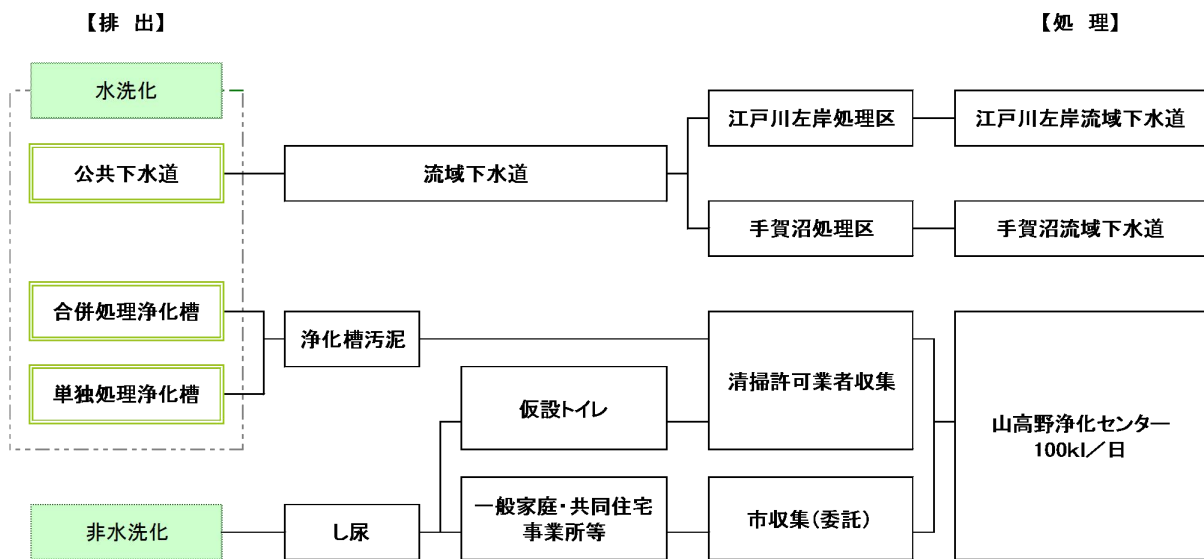 【排 出】
【処 理】
水洗化
公共下水道
流域下水道
江戸川左岸処理区
江戸川左岸流域下水道
手賀沼処理区
手賀沼流域下水道
合併処理浄化槽
単独処理浄化槽
浄化槽汚泥
清掃許可業者収集
仮設トイレ
山高野浄化センター
100kl／日
非水洗化
し尿
一般家庭・共同住宅
事業所等
市収集(委託)